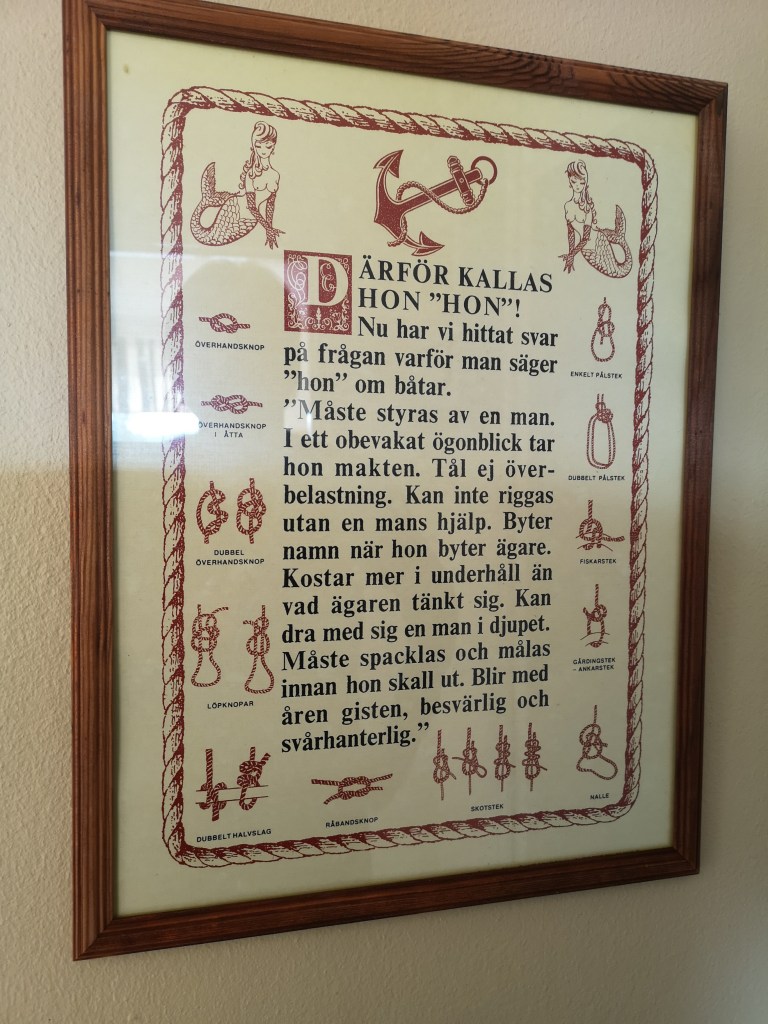 DÄRFÖR KALLAS
HON "HON"!
Nu har vi hittat svar
på frågan varför man säger
"hon" om båtar.
"Måste styras av en man.
I ett obevakat ögonblick tar
hon makten. Tål ej över-
belastning. Kan inte riggas
utan en mans hjälp. Byter
namn när hon byter ägare.
Kostar mer i underhåll än
vad ägaren tänkt sig. Kan
dra med sig en man i djupet.
Måste spacklas och målas
innan hon skall ut. Blir med
åren gisten, besvärlig och
svårhanterlig."
ÖVERHANDSKNOP
ÖVERHANDSKNOP
I ÅTTA
DUBBEL
ÖVERHANDSKNOP
LÖPKNOPAR
DUBBELT HALVSLAG
RÅBANDSKNOP
SKOTSTEK
ENKELT PÅLSTEK
DUBBELT PÅLSTEK
FISKARSTEK
GÅRDINGSTEK
- ANKARSTEK
NALLE